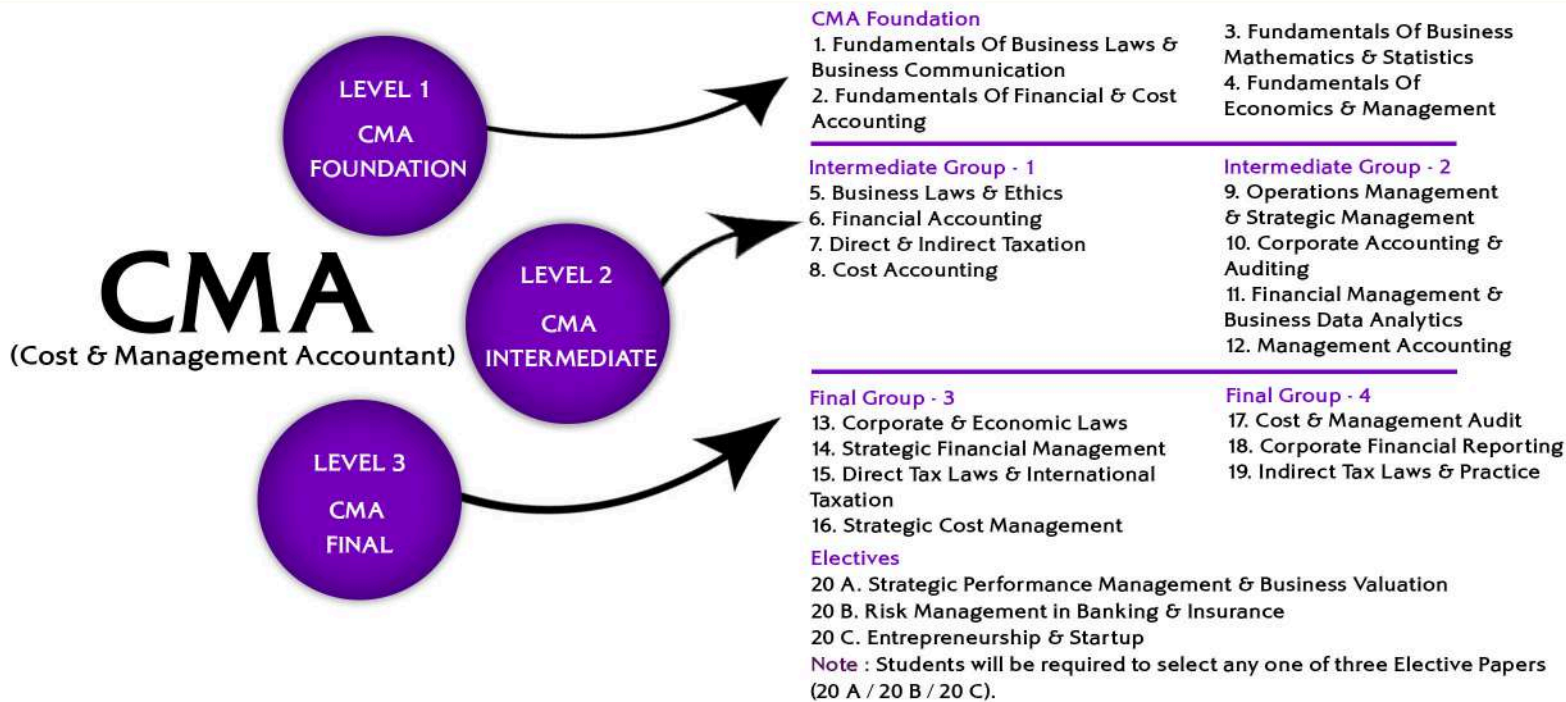 CMA
(Cost & Management Accountant)
LEVEL 1
CMA
FOUNDATION
LEVEL 2
CMA
INTERMEDIATE
LEVEL 3
CMA
FINAL
CMA Foundation
1. Fundamentals Of Business Laws &
Business Communication
2. Fundamentals Of Financial & Cost
Accounting
3. Fundamentals Of Business
Mathematics & Statistics
4. Fundamentals Of
Economics & Management
Intermediate Group - 1
5. Business Laws & Ethics
6. Financial Accounting
7. Direct & Indirect Taxation
8. Cost Accounting
Intermediate Group - 2
9. Operations Management
& Strategic Management
10. Corporate Accounting &
Auditing
11. Financial Management &
Business Data Analytics
12. Management Accounting
Final Group - 3
13. Corporate & Economic Laws
14. Strategic Financial Management
15. Direct Tax Laws & International
Taxation
16. Strategic Cost Management
Final Group - 4
17. Cost & Management Audit
18. Corporate Financial Reporting
19. Indirect Tax Laws & Practice
Electives
20 A. Strategic Performance Management & Business Valuation
20 B. Risk Management in Banking & Insurance
20 C. Entrepreneurship & Startup
Note : Students will be required to select any one of three Elective Papers
(20 A / 20 B / 20 C).